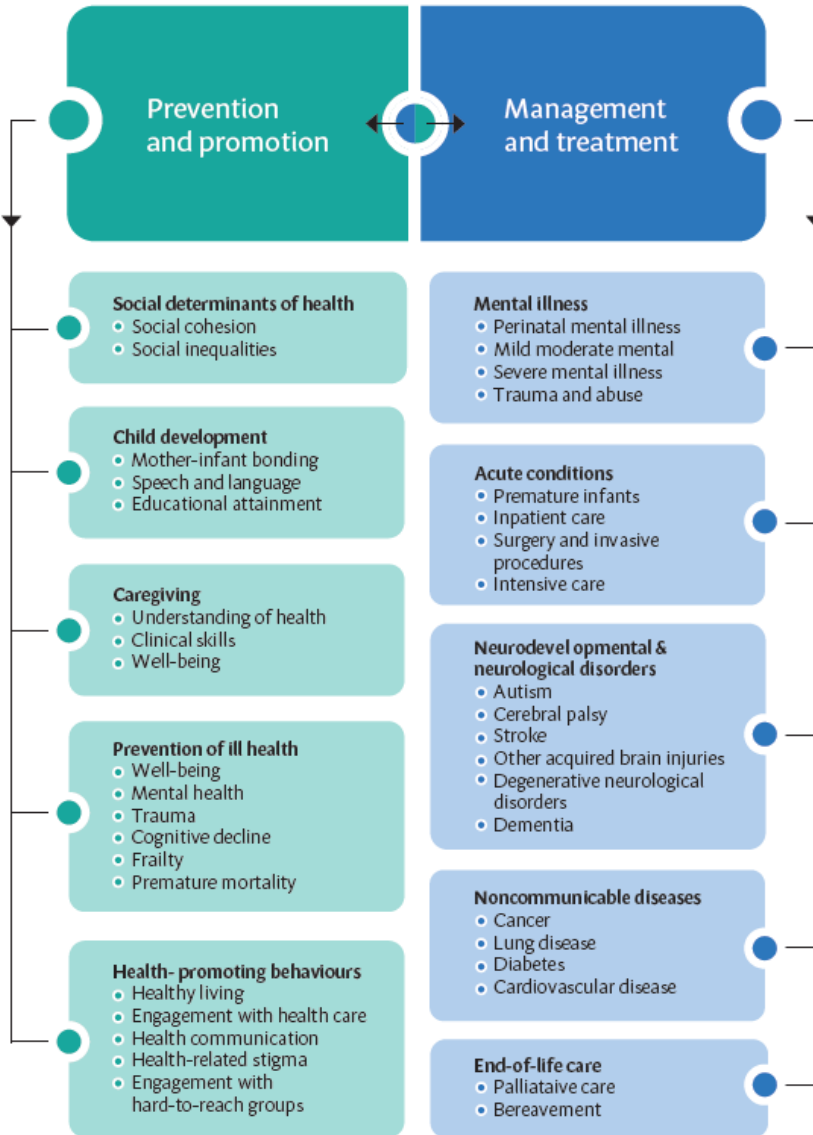 Prevention
and promotion
Management
and treatment
Social determinants of health
Social cohesion
Social inequalities
Child development
Mother-infant bonding
Speech and language
Educational attainment
Caregiving
Understanding of health
Clinical skills
Well-being
Prevention of ill health
Well-being
Mental health
Trauma
Cognitive decline
Frailty
Premature mortality
Health- promoting behaviours
Healthy living
Engagement with health care
Health communication
Health-related stigma
Engagement with
hard-to-reach groups
Mental illness
Perinatal mental illness
Mild moderate mental
Severe mental illness
Trauma and abuse
Acute conditions
Premature infants
Inpatient care
Surgery and invasive
procedures
Intensive care
Neurodevel opmental &
neurological disorders
Autism
Cerebral palsy
Stroke
Other acquired brain injuries
Degenerative neurological
disorders
Dementia
Noncommunicable diseases
Cancer
Lung disease
Diabetes
Cardiovascular disease
End-of-life care
Palliataive care
Bereavement